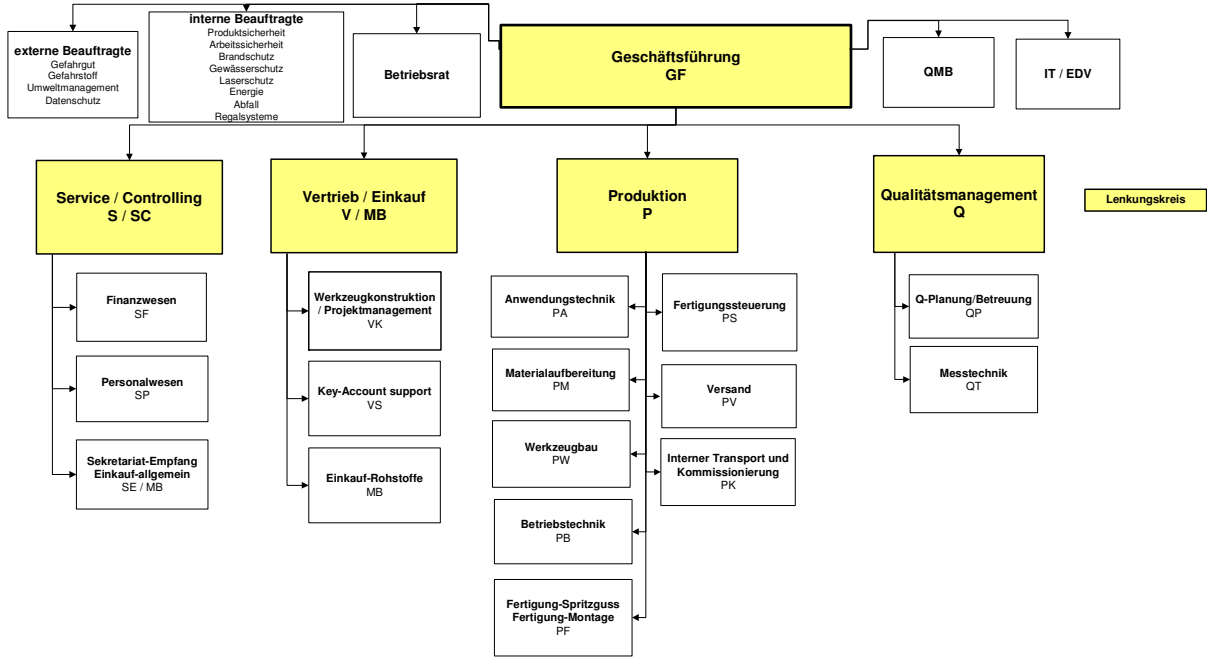 externe Beauftragte
Gefahrgut
Gefahrstoff
Umweltmanagement
Datenschutz
interne Beauftragte
Produktsicherheit
Arbeitssicherheit
Brandschutz
Gewässerschutz
Laserschutz
Energie
Abfall
Regalsysteme
Betriebsrat
Geschäftsführung
GF
QMB
IT / EDV
Service / Controlling
S / SC
Vertrieb / Einkauf
V / MB
Produktion
P
Qualitätsmanagement
Q
Lenkungskreis
Finanzwesen
SF
Personalwesen
SP
Sekretariat-Empfang
Einkauf-allgemein
SE / MB
Werkzeugkonstruktion
/ Projektmanagement
VK
Key-Account support
VS
Einkauf-Rohstoffe
MB
Anwendungstechnik
PA
Materialaufbereitung
PM
Werkzeugbau
PW
Betriebstechnik
PB
Fertigung-Spritzguss
Fertigung-Montage
PF
Fertigungssteuerung
PS
Versand
PV
Interner Transport und
Kommissionierung
PK
Q-Planung/Betreuung
QP
Messtechnik
QT